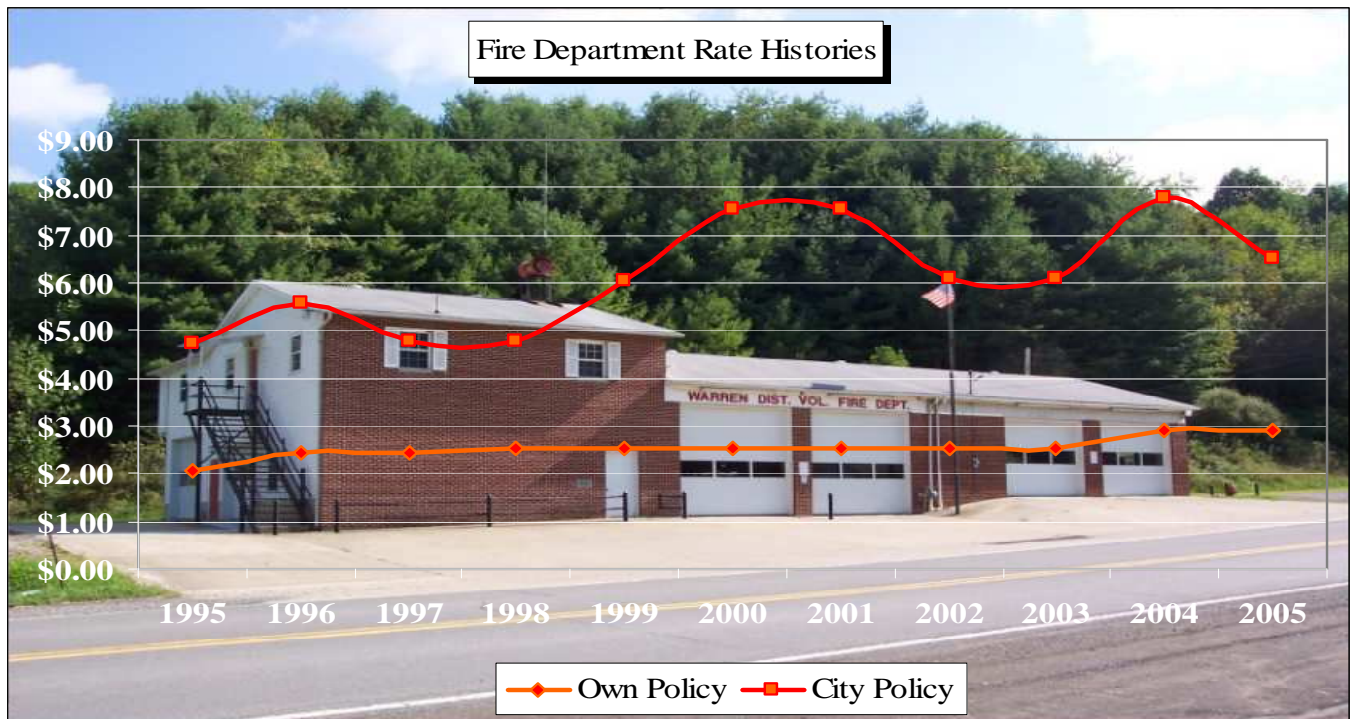 Fire Department Rate Histories
$9.00
$8.00
$7.00
$6.00
$5.00
$4.00
$3.00
$2.00
$1.00
$0.00
WARREN DIST. VOL. FIRE DEPT.
1995 1996 1997 1998 1999 2000 2001 2002 2003 2004 2005
Own Policy City Policy